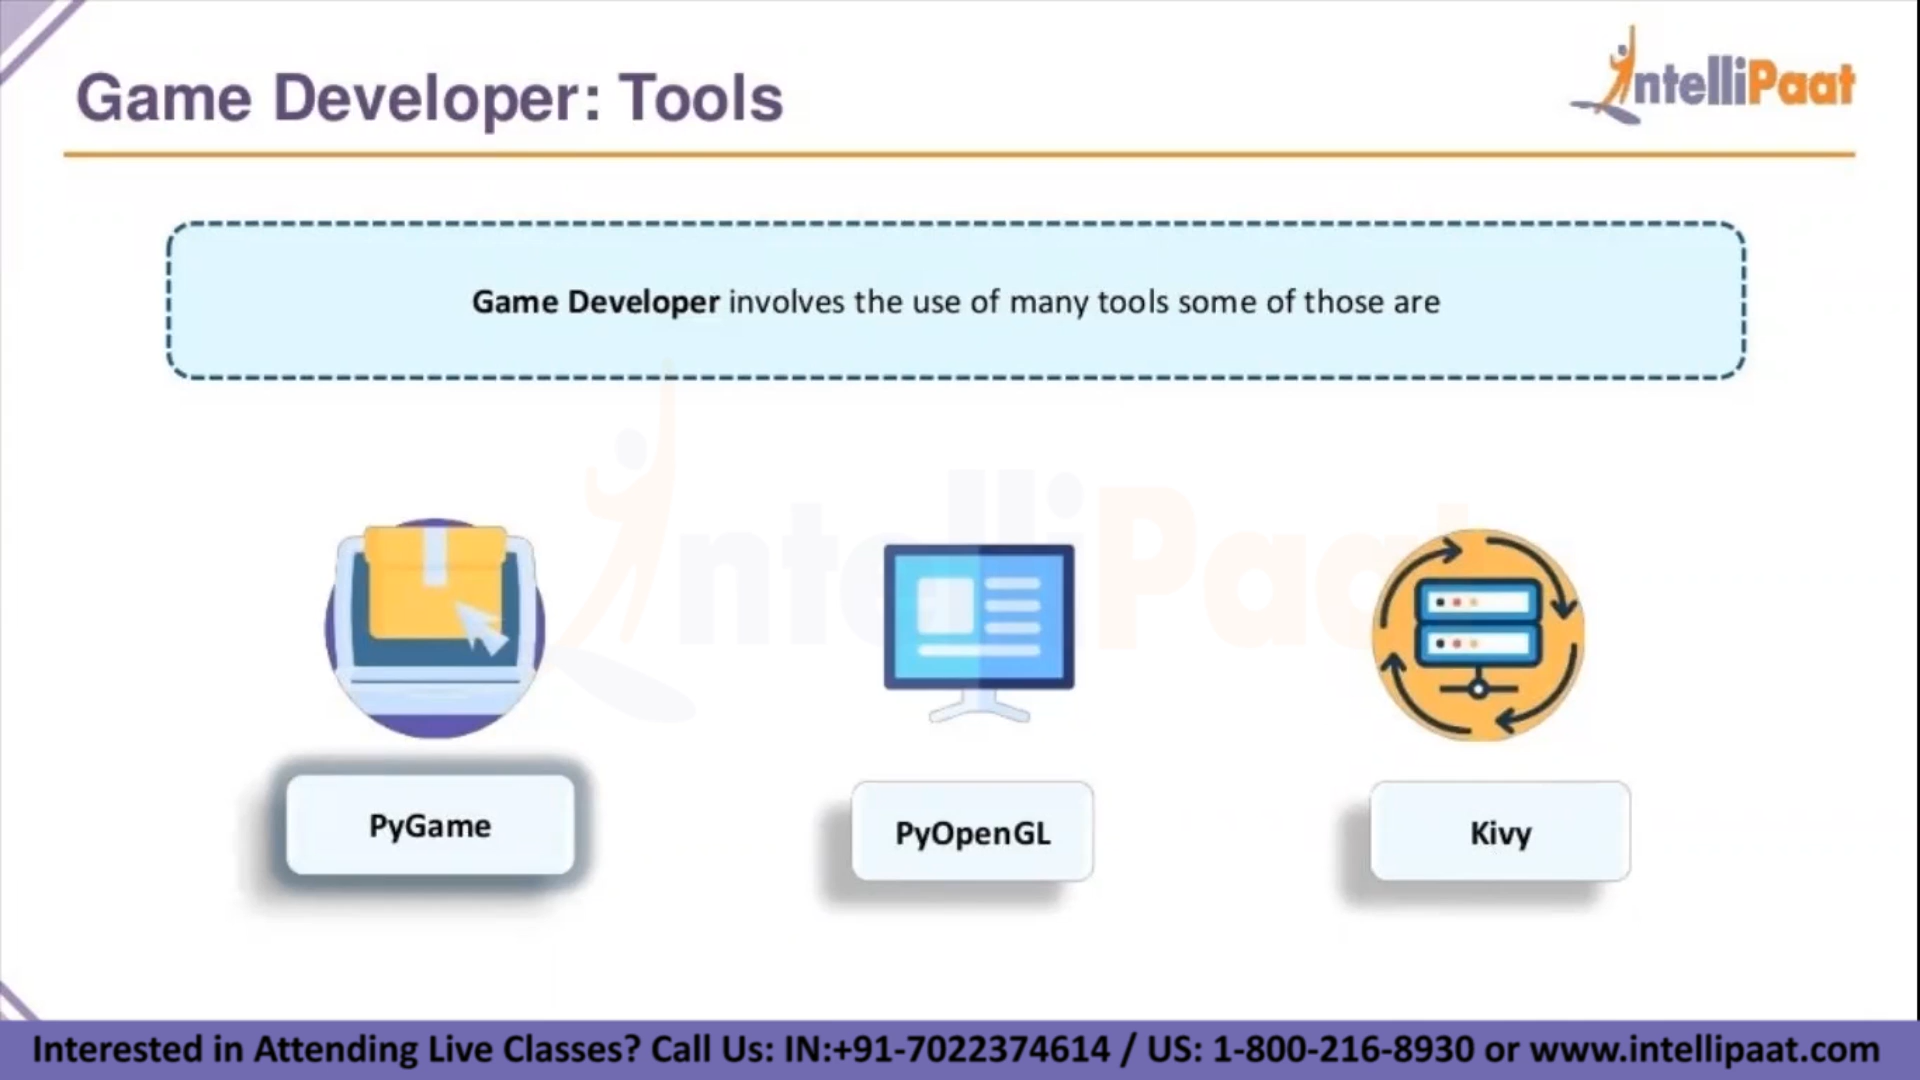 Game Developer: Tools
IntelliPaat
Game Developer involves the use of many tools some of those are
IntelliPaat
PyGame
PyOpenGL
Kivy
Interested in Attending Live Classes? Call Us: IN:+91-7022374614 / US: 1-800-216-8930 or www.intellipaat.com